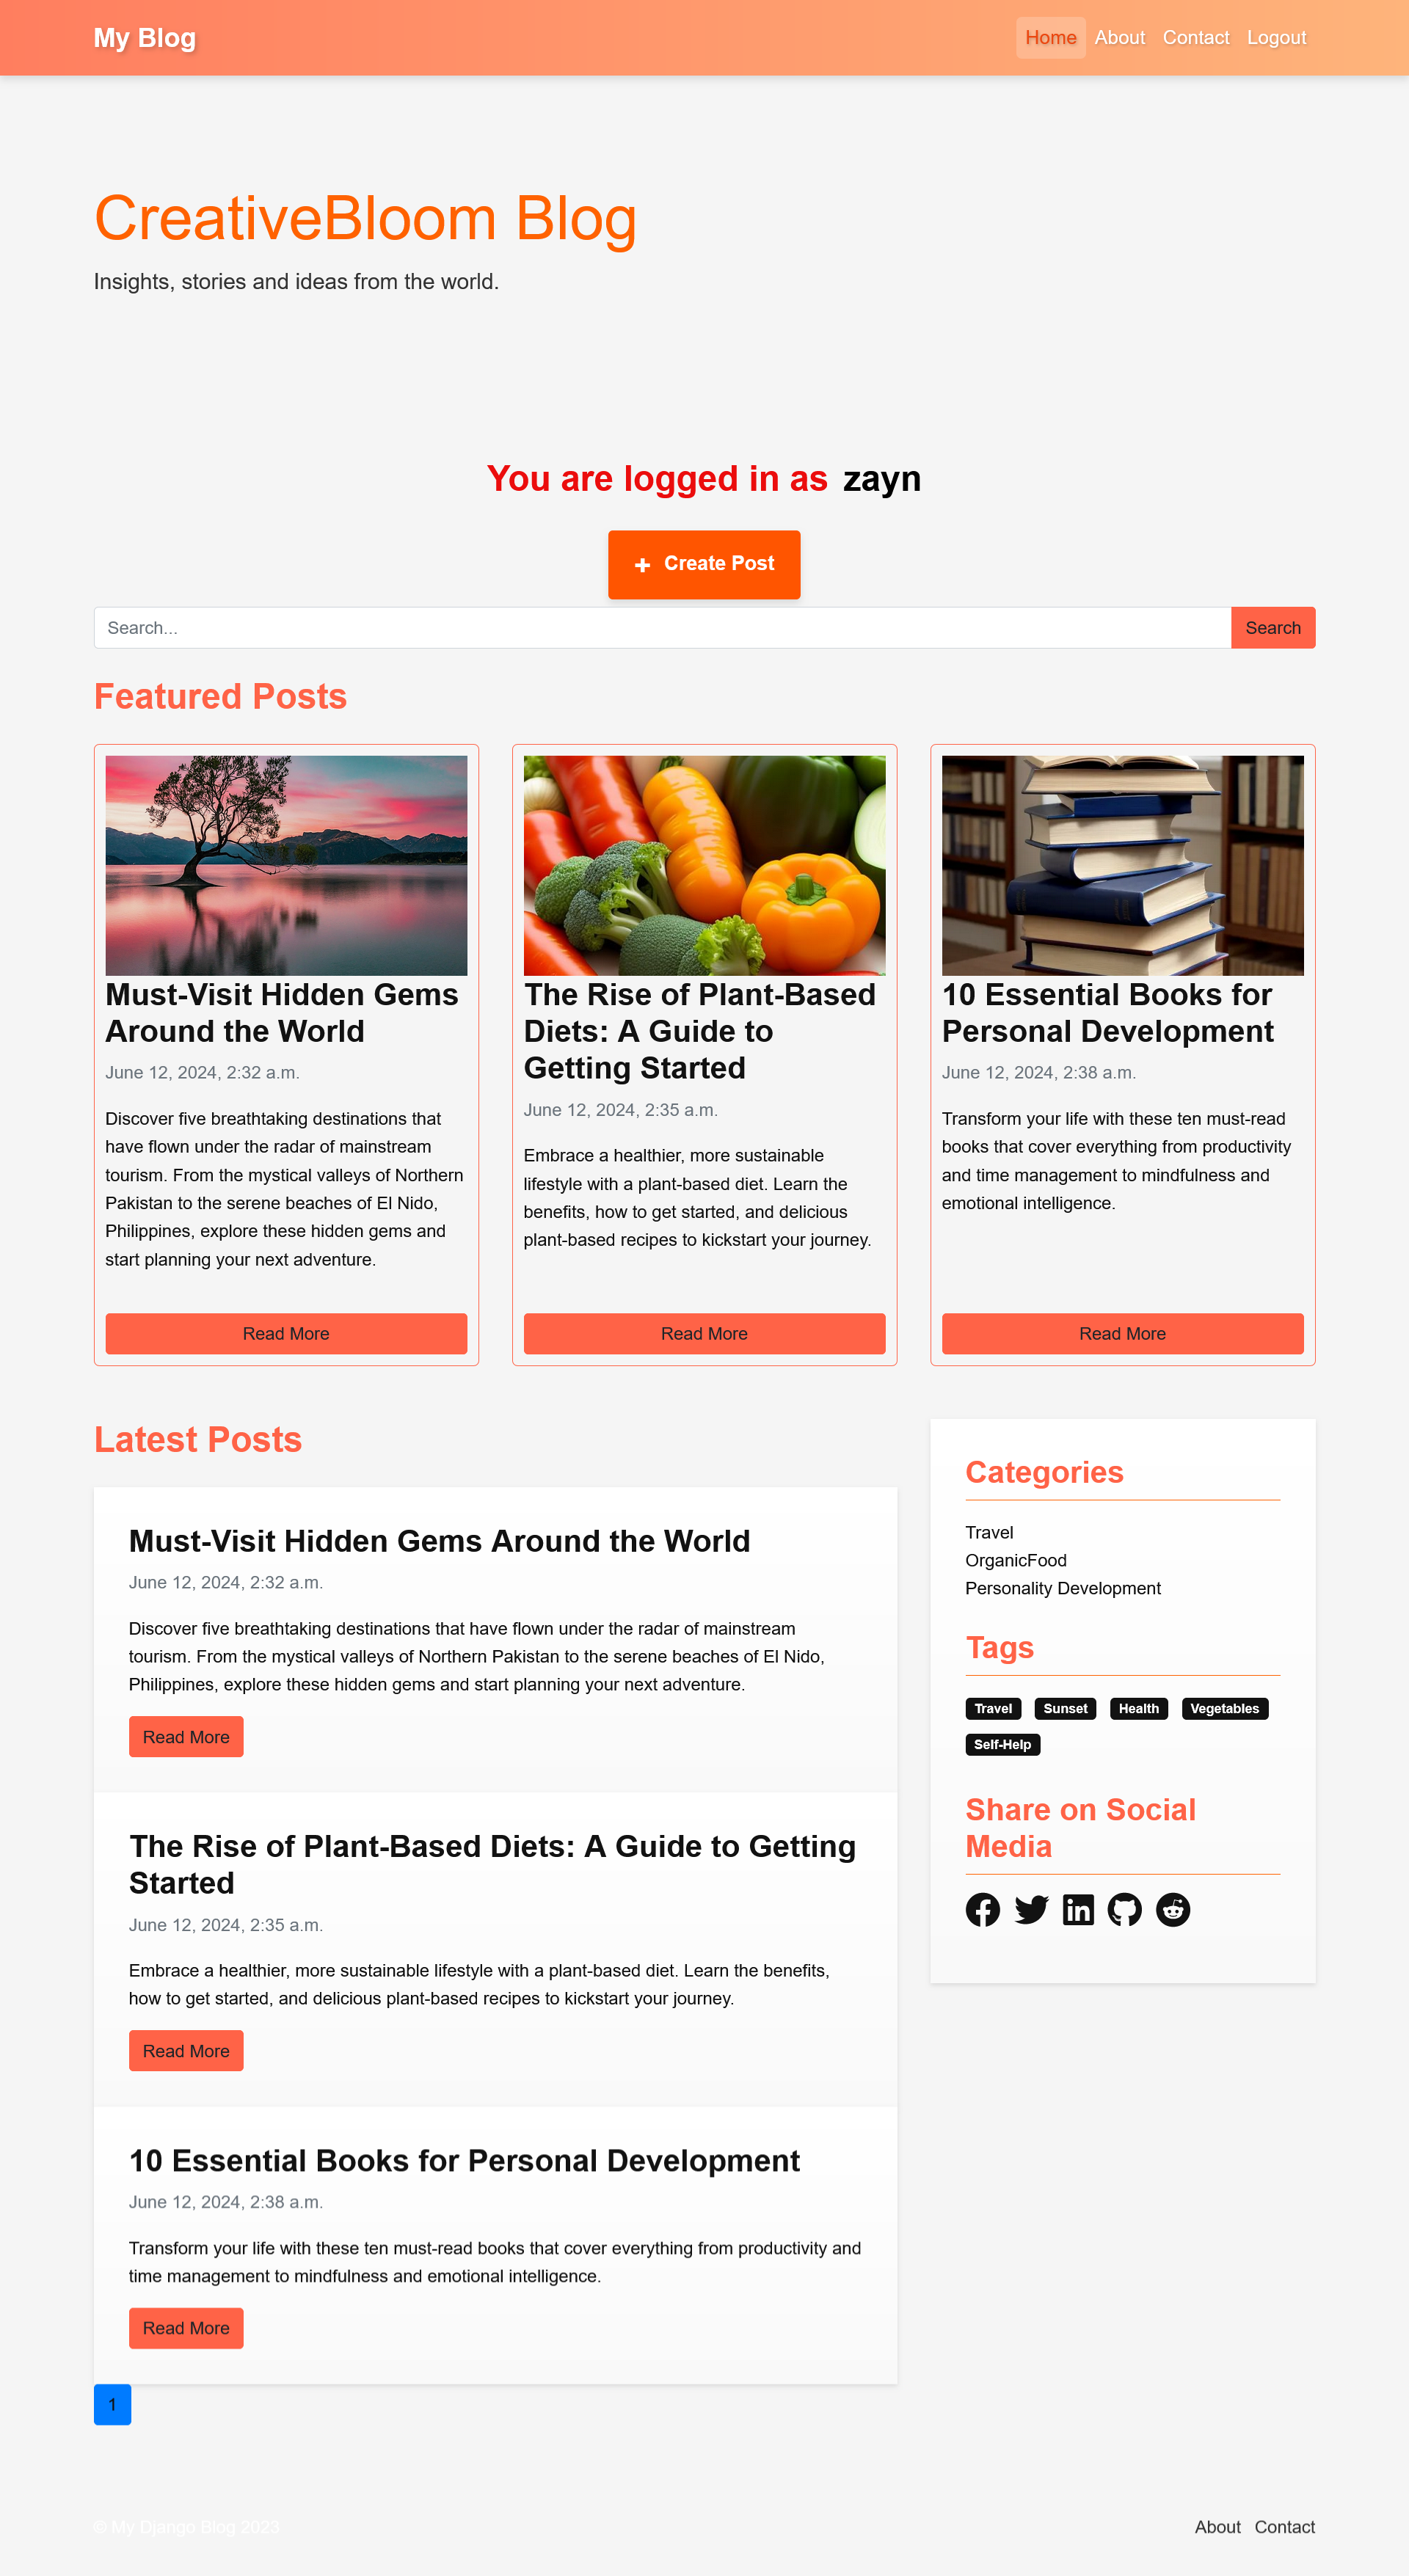 My Blog
Home About Contact Logout
CreativeBloom Blog
Insights, stories and ideas from the world.
You are logged in as zayn
+ Create Post
Search...
Search
Featured Posts
Must-Visit Hidden Gems
Around the World
June 12, 2024, 2:32 a.m.
Discover five breathtaking destinations that
have flown under the radar of mainstream
tourism. From the mystical valleys of Northern
Pakistan to the serene beaches of El Nido,
Philippines, explore these hidden gems and
start planning your next adventure.
Read More
The Rise of Plant-Based
Diets: A Guide to
Getting Started
June 12, 2024, 2:35 a.m.
Embrace a healthier, more sustainable
lifestyle with a plant-based diet. Learn the
benefits, how to get started, and delicious
plant-based recipes to kickstart your journey.
Read More
10 Essential Books for
Personal Development
June 12, 2024, 2:38 a.m.
Transform your life with these ten must-read
books that cover everything from productivity
and time management to mindfulness and
emotional intelligence.
Read More
Latest Posts
Must-Visit Hidden Gems Around the World
June 12, 2024, 2:32 a.m.
Discover five breathtaking destinations that have flown under the radar of mainstream
tourism. From the mystical valleys of Northern Pakistan to the serene beaches of El Nido,
Philippines, explore these hidden gems and start planning your next adventure.
Read More
The Rise of Plant-Based Diets: A Guide to Getting
Started
June 12, 2024, 2:35 a.m.
Embrace a healthier, more sustainable lifestyle with a plant-based diet. Learn the benefits,
how to get started, and delicious plant-based recipes to kickstart your journey.
Read More
10 Essential Books for Personal Development
June 12, 2024, 2:38 a.m.
Transform your life with these ten must-read books that cover everything from productivity and
time management to mindfulness and emotional intelligence.
Read More
1
Categories
Travel
OrganicFood
Personality Development
Tags
Travel Sunset Health Vegetables
Self-Help
Share on Social
Media
© My Django Blog 2023
About Contact